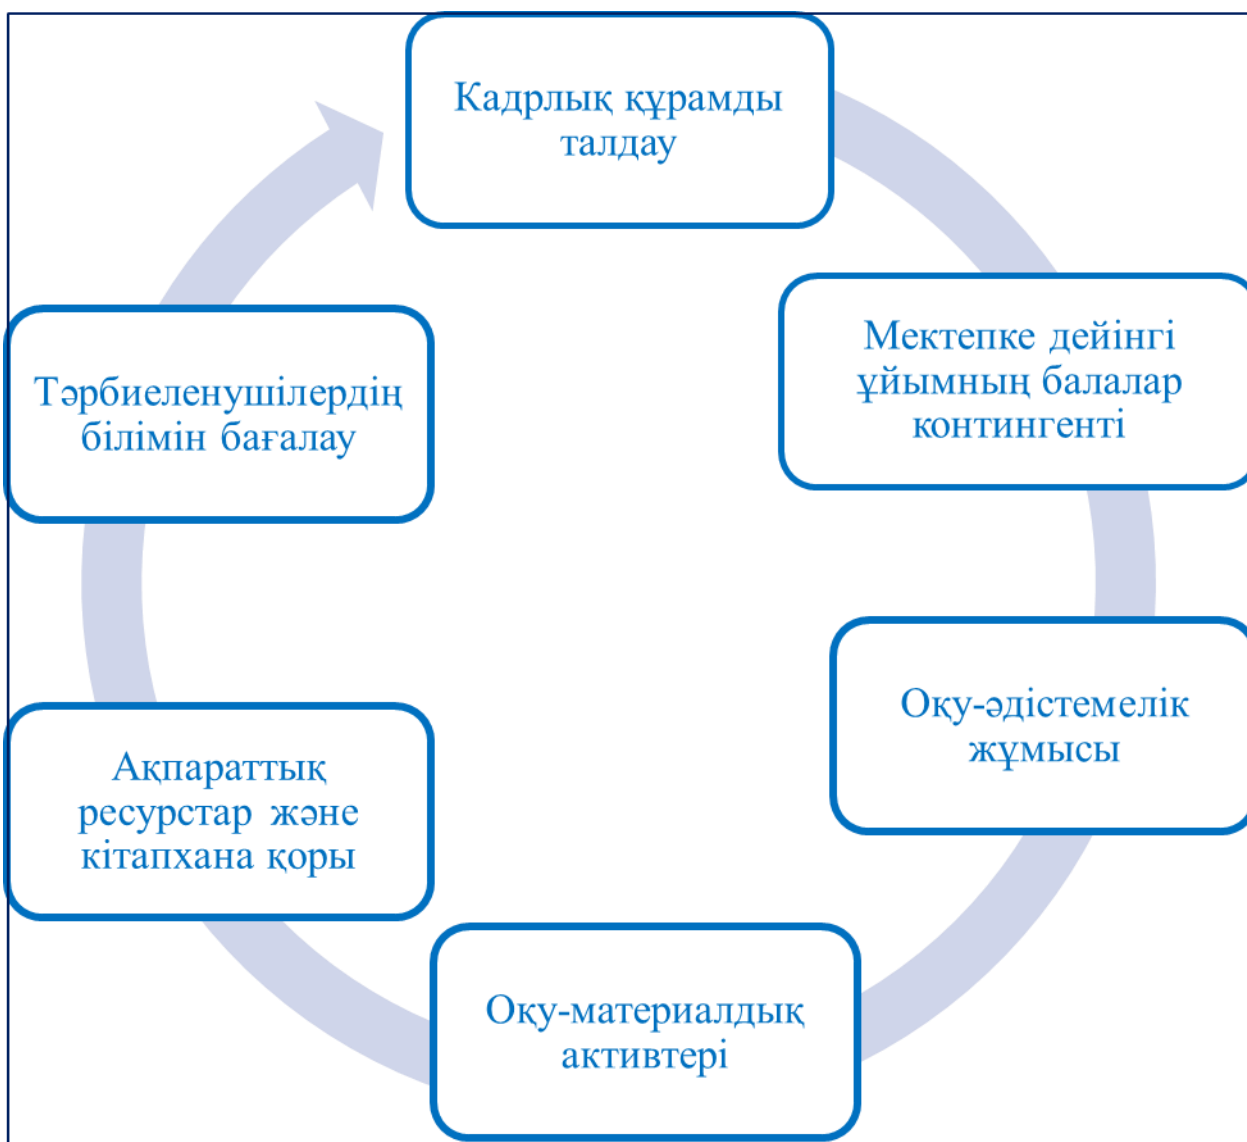 Кадрлық құрамды
талдау
Мектепке дейінгі
ұйымның балалар
контингенті
Оқу-әдістемелік
жұмысы
Оқу-материалдық
активтері
Ақпараттық
ресурстар және
кітапхана қоры
Тәрбиеленушілердің
білімін бағалау